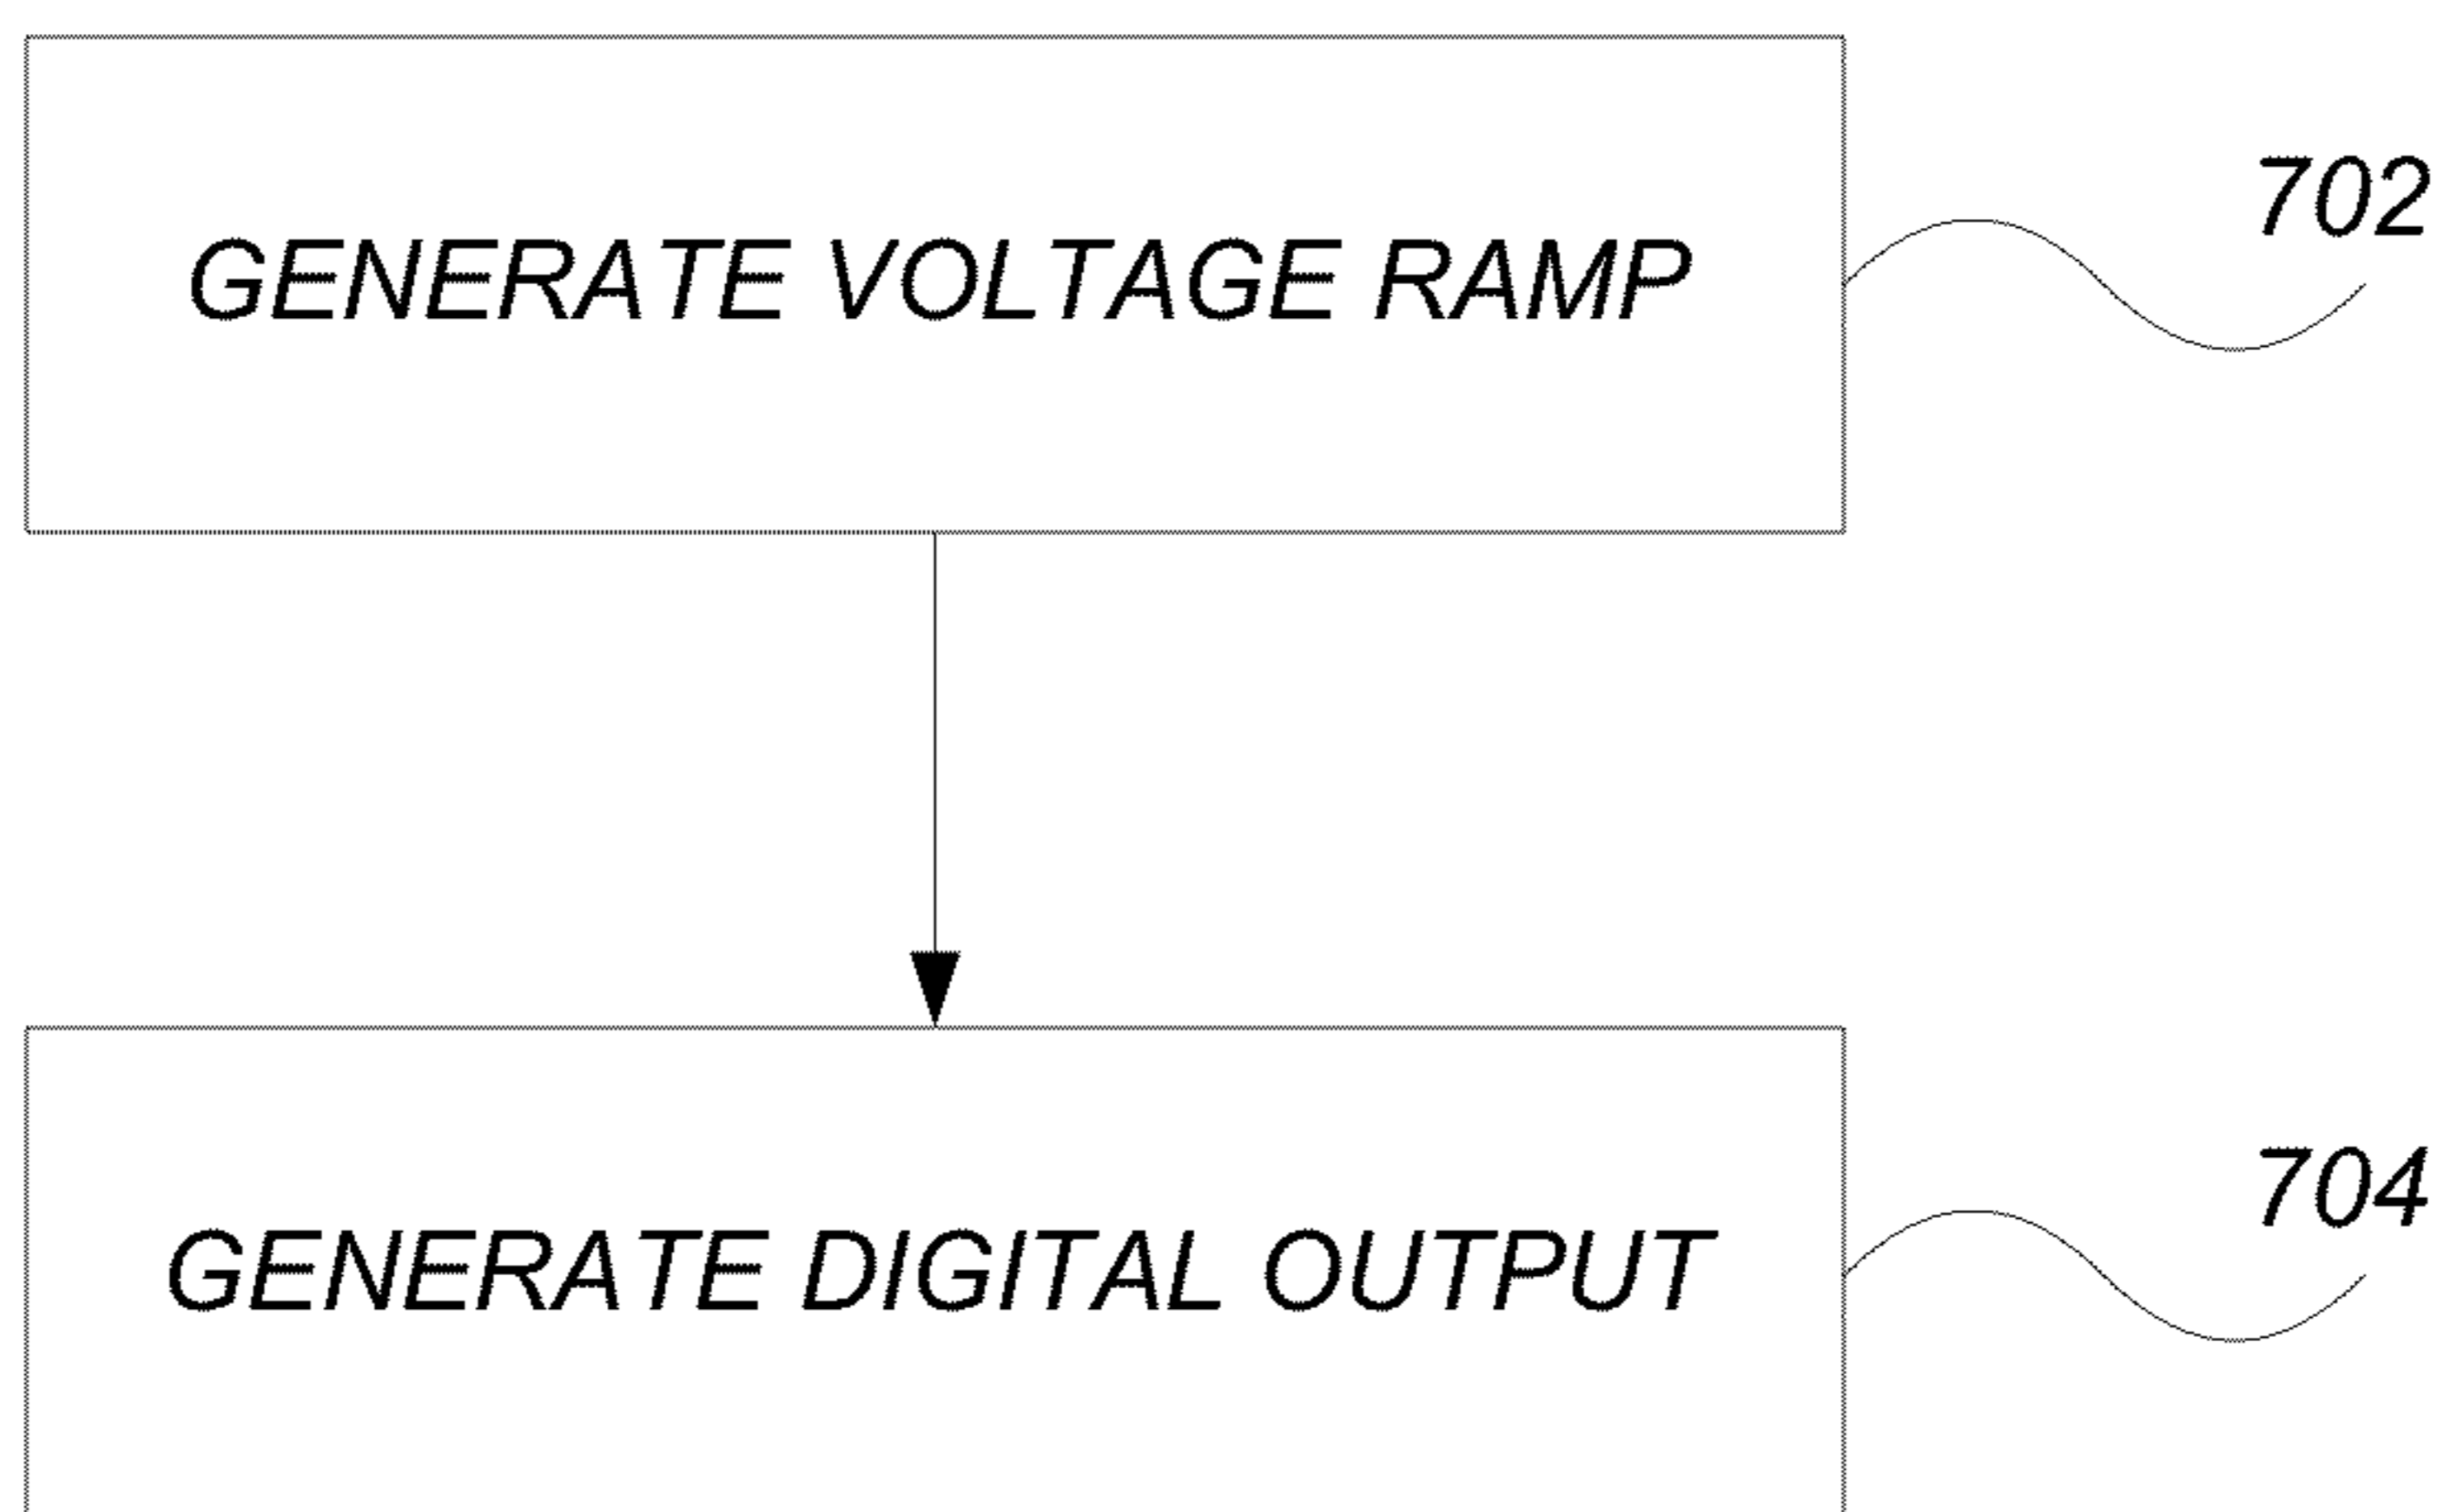 702
GENERATE VOLTAGE RAMP
704
GENERATE DIGITAL OUTPUT